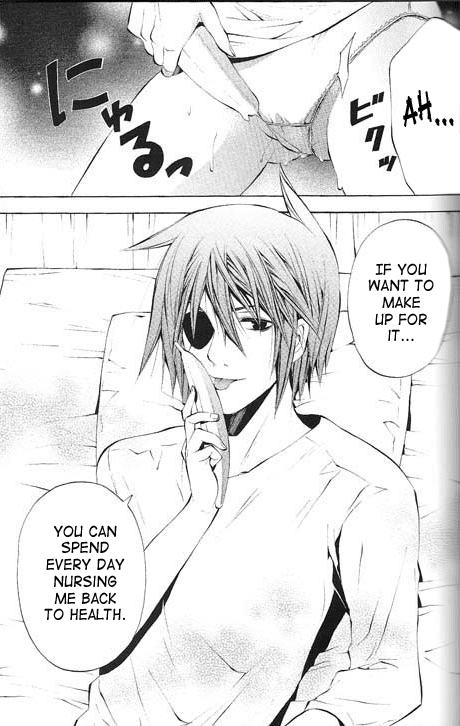 AH...
ビクッ
にゅるっ
IF YOU
WANT TO
MAKE
UP FOR
IT...
YOU CAN
SPEND
EVERY DAY
NURSING
ME BACK
TO HEALTH.